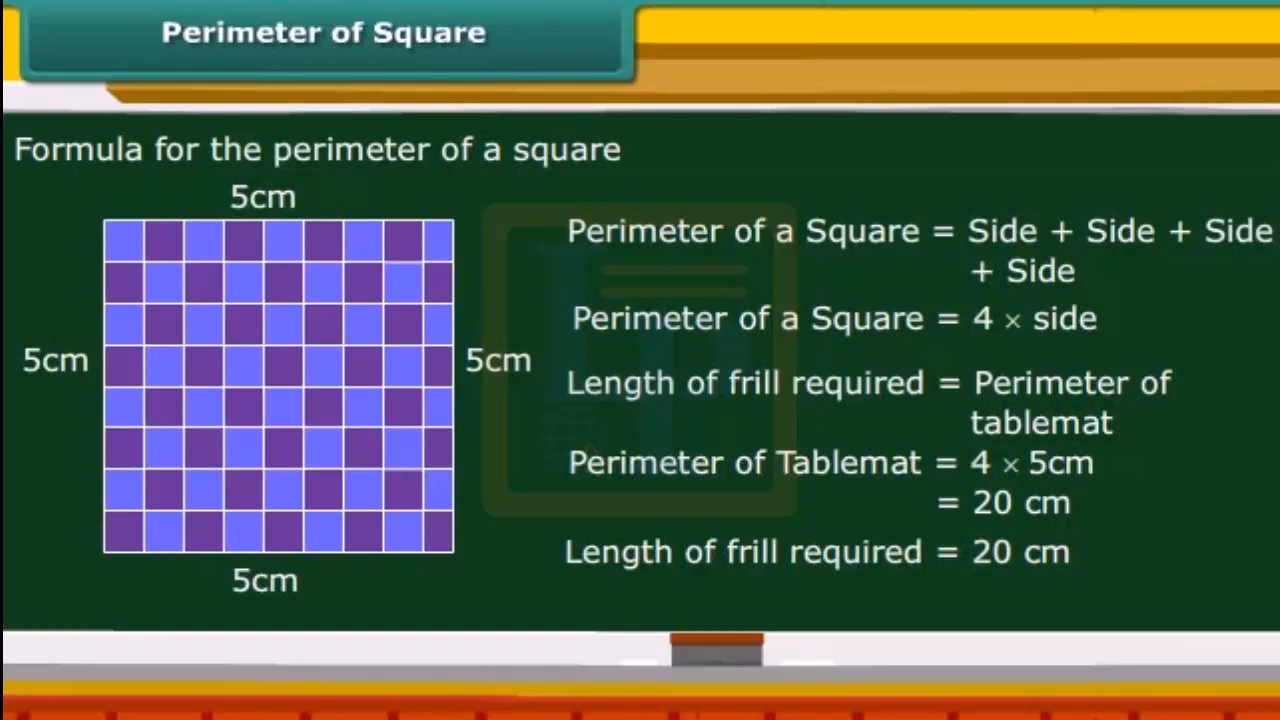 Perimeter of Square
Formula for the perimeter of a square
5cm
5cm
5cm
5cm
Perimeter of a Square = Side + Side + Side
+ Side
Perimeter of a Square = 4 × side
Length of frill required = Perimeter of
tablemat
Perimeter of Tablemat = 4 × 5cm
= 20 cm
Length of frill required = 20 cm